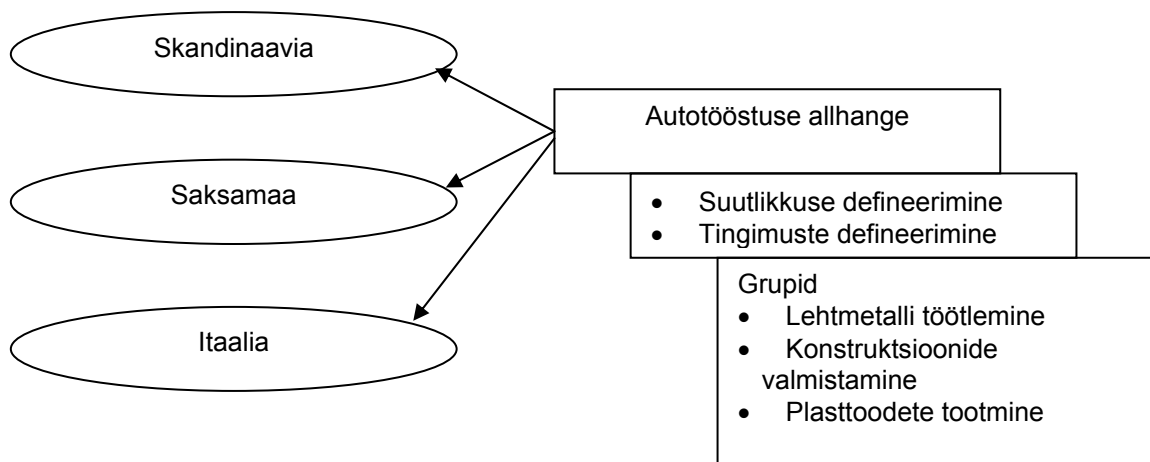 Skandinaavia
Saksamaa
Itaalia
Autotööstuse allhange
• Suutlikkuse defineerimine
• Tingimuste defineerimine
Grupid
• Lehtmetalli töötlemine
• Konstruktsioonide
valmistamine
• Plasttoodete tootmine